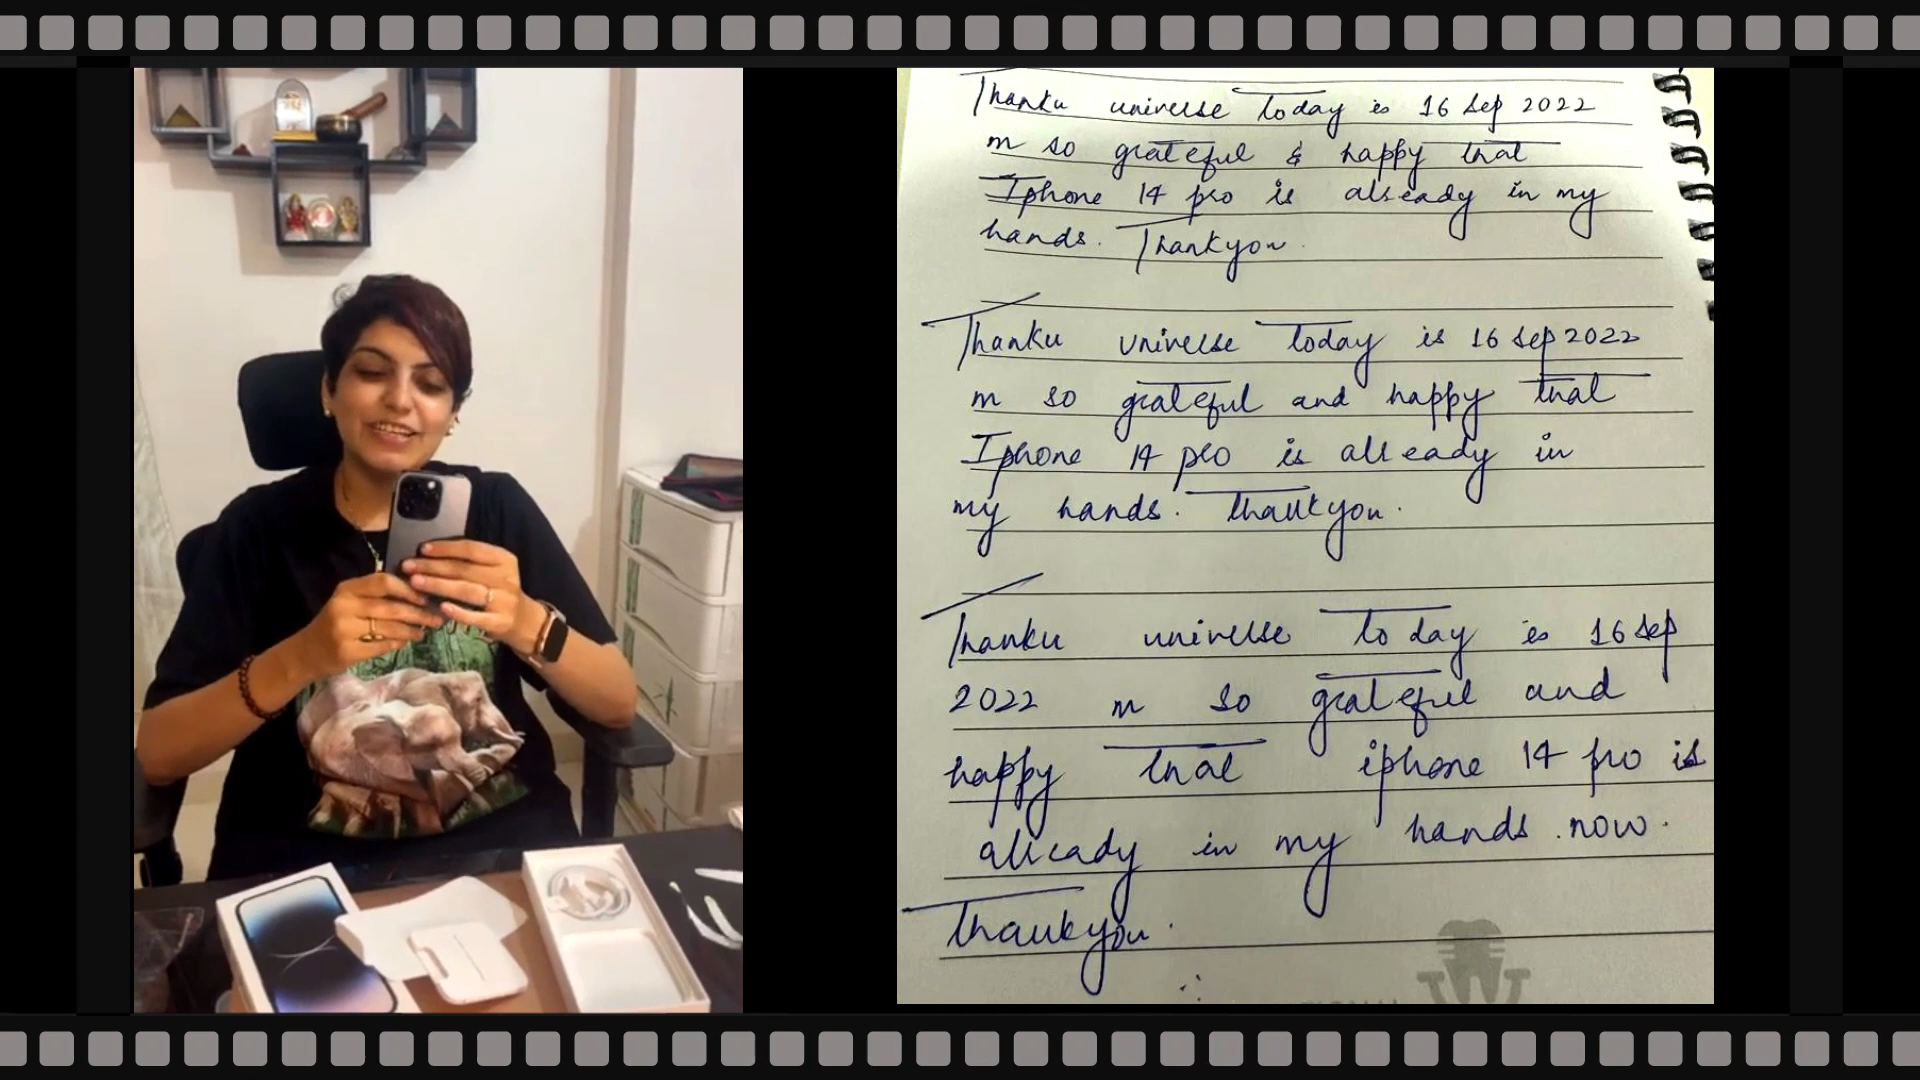 Thanku universe today is 16 Sep 2022
m so grateful & happy that
Iphone 14 pro is already in my
hands. Thankyou.
Thanku universe today is 16 Sep 2022
m so grateful and happy that
Iphone 14 pro is already in
my hands. Thankyou.
Thanku universe today is 16 Sep
2022 m so grateful and
happy that iphone 14 pro is
already in my hands. now.
Thankyou.